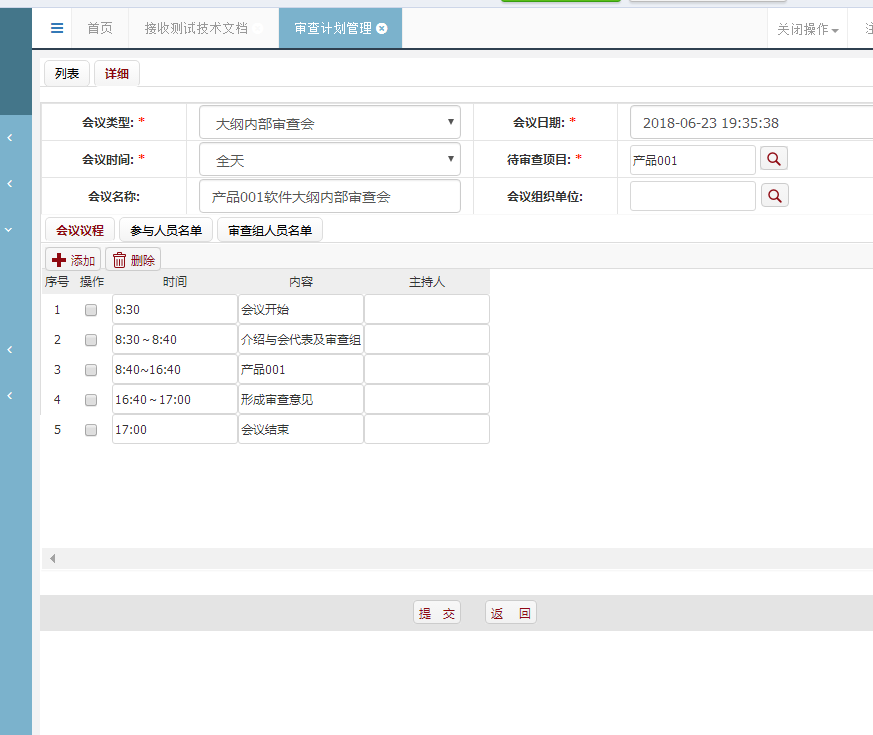 首页 接收测试技术文档 审查计划管理 关闭操作
列表 详细
会议类型: * 大纲内部审查会 会议日期: * 2018-06-23 19:35:38
会议时间: * 全天 待审查项目: * 产品001
会议名称: 产品001软件大纲内部审查会 会议组织单位:
会议议程 参与人员名单 审查组人员名单
添加 删除
序号 操作 时间 内容 主持人
1 8:30 会议开始
2 8:30～8:40 介绍与会代表及审查组
3 8:40~16:40 产品001
4 16:40～17:00 形成审查意见
5 17:00 会议结束
提 交 返 回